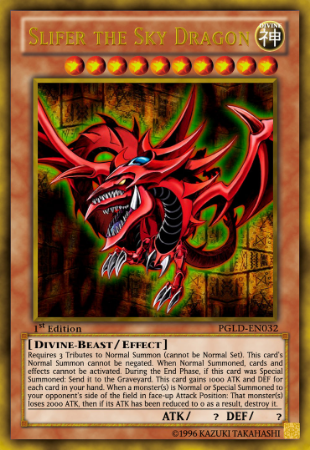 SLIFER THE SKY DRAGON
DIVINE
神
1st Edition
PGLD-EN032
[ DIVINE-BEAST / EFFECT ]
Requires 3 Tributes to Normal Summon (cannot be Normal Set). This card's
Normal Summon cannot be negated. When Normal Summoned, cards and
effects cannot be activated. During the End Phase, if this card was Special
Summoned: Send it to the Graveyard. This card gains 1000 ATK and DEF for
each card in your hand. When a monster(s) is Normal or Special Summoned to
your opponent's side of the field in face-up Attack Position: That monster(s)
loses 2000 ATK, then if its ATK has been reduced to 0 as a result, destroy it.
ATK / ? DEF / ?
©1996 KAZUKI TAKAHASHI